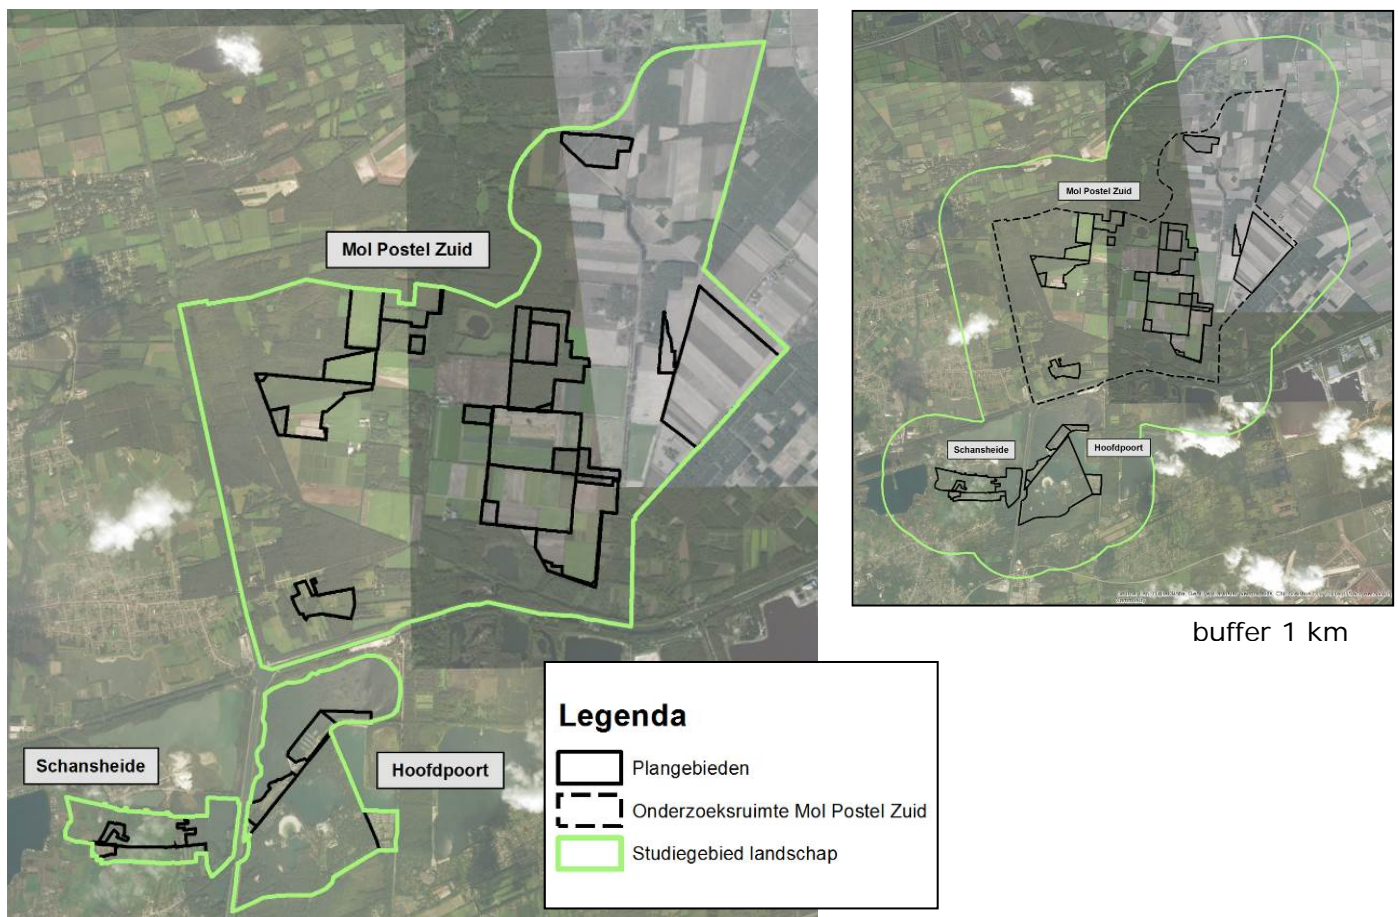 Mol Postel Zuid
Schansheide
Hoofdpoort
Mol Postel Zuid
Schansheide
Hoofdpoort
buffer 1 km
Legenda
Plangebieden
Onderzoeksruimte Mol Postel Zuid
Studiegebied landschap